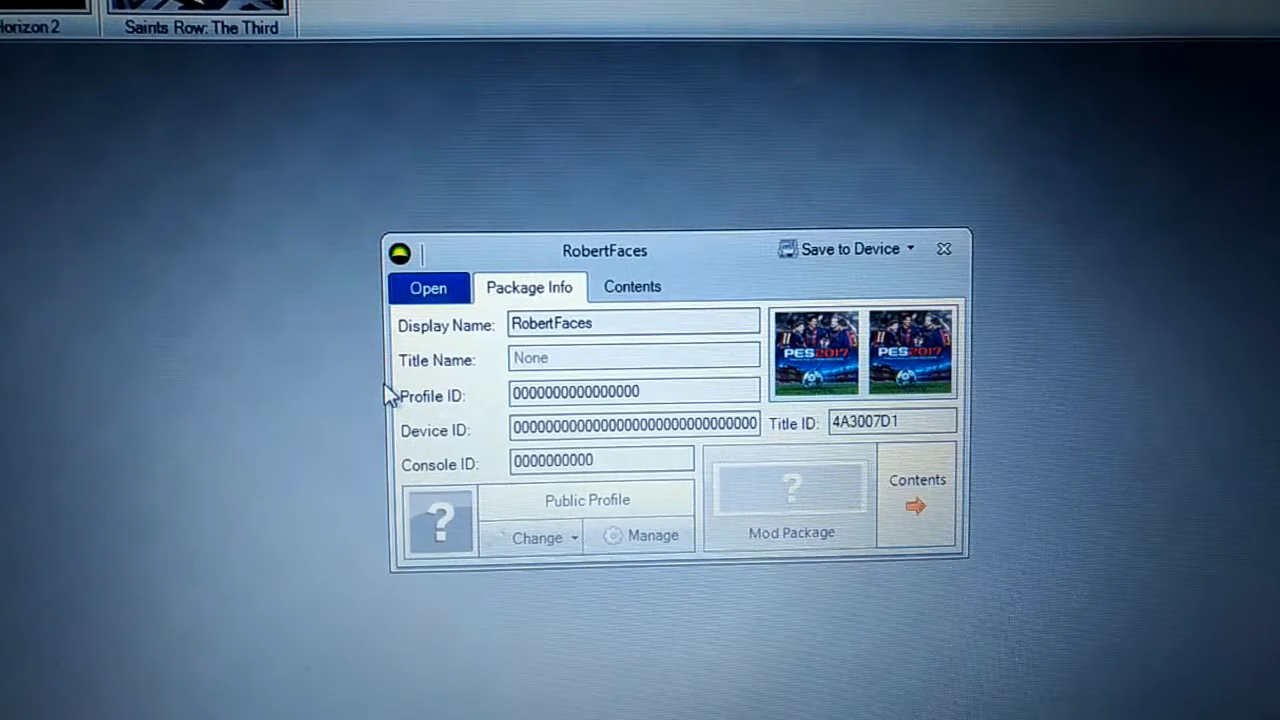 Horizon 2
Saints Row: The Third
RobertFaces
Save to Device
Open
Package Info
Contents
Display Name: RobertFaces
Title Name: None
Profile ID: 0000000000000000
Device ID: 0000000000000000000000000000000000
Title ID: 4A3007D1
Console ID: 0000000000
PES2017
PES2017
Public Profile
Change
Manage
?
?
Mod Package
Contents